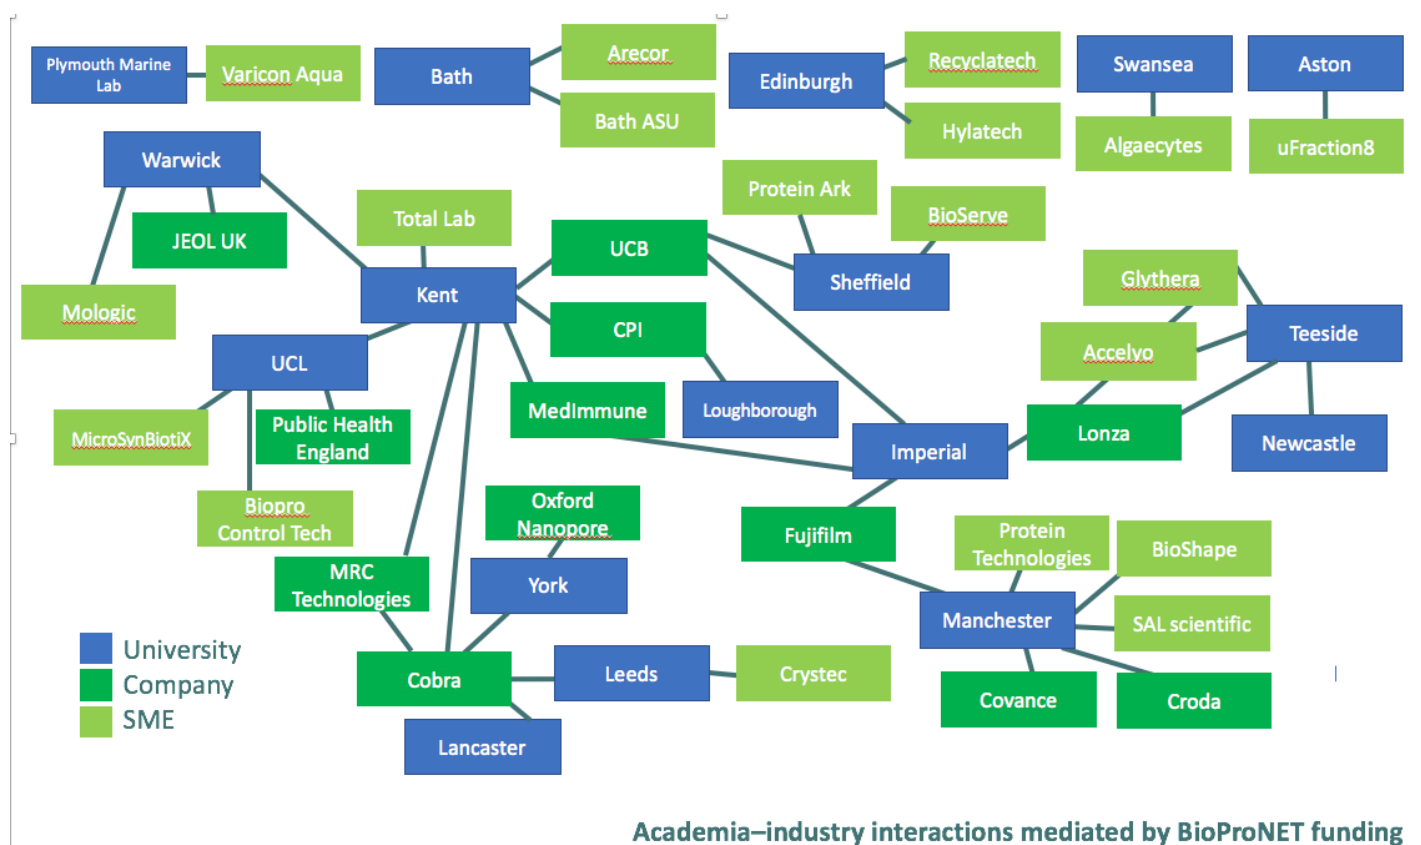 Plymouth Marine
Lab
Varicon Aqua
Bath
Arecor
Bath ASU
Edinburgh
Recyclatech
Hylatech
Swansea
Algaecytes
Aston
uFraction8
Warwick
JEOL UK
Mologic
Total Lab
Kent
UCB
CPI
Protein Ark
BioServe
Sheffield
Glythera
Accelvo
Teeside
UCL
MedImmune
Loughborough
Lonza
Newcastle
MicroSvnBiotiX
Public Health
England
Imperial
Biopro
Control Tech
Oxford
Nanopore
Fujifilm
Protein
Technologies
BioShape
MRC
Technologies
York
Manchester
SAL scientific
University
Company
SME
Cobra
Leeds
Crystec
Covance
Croda
Lancaster
Academia–industry interactions mediated by BioProNET funding